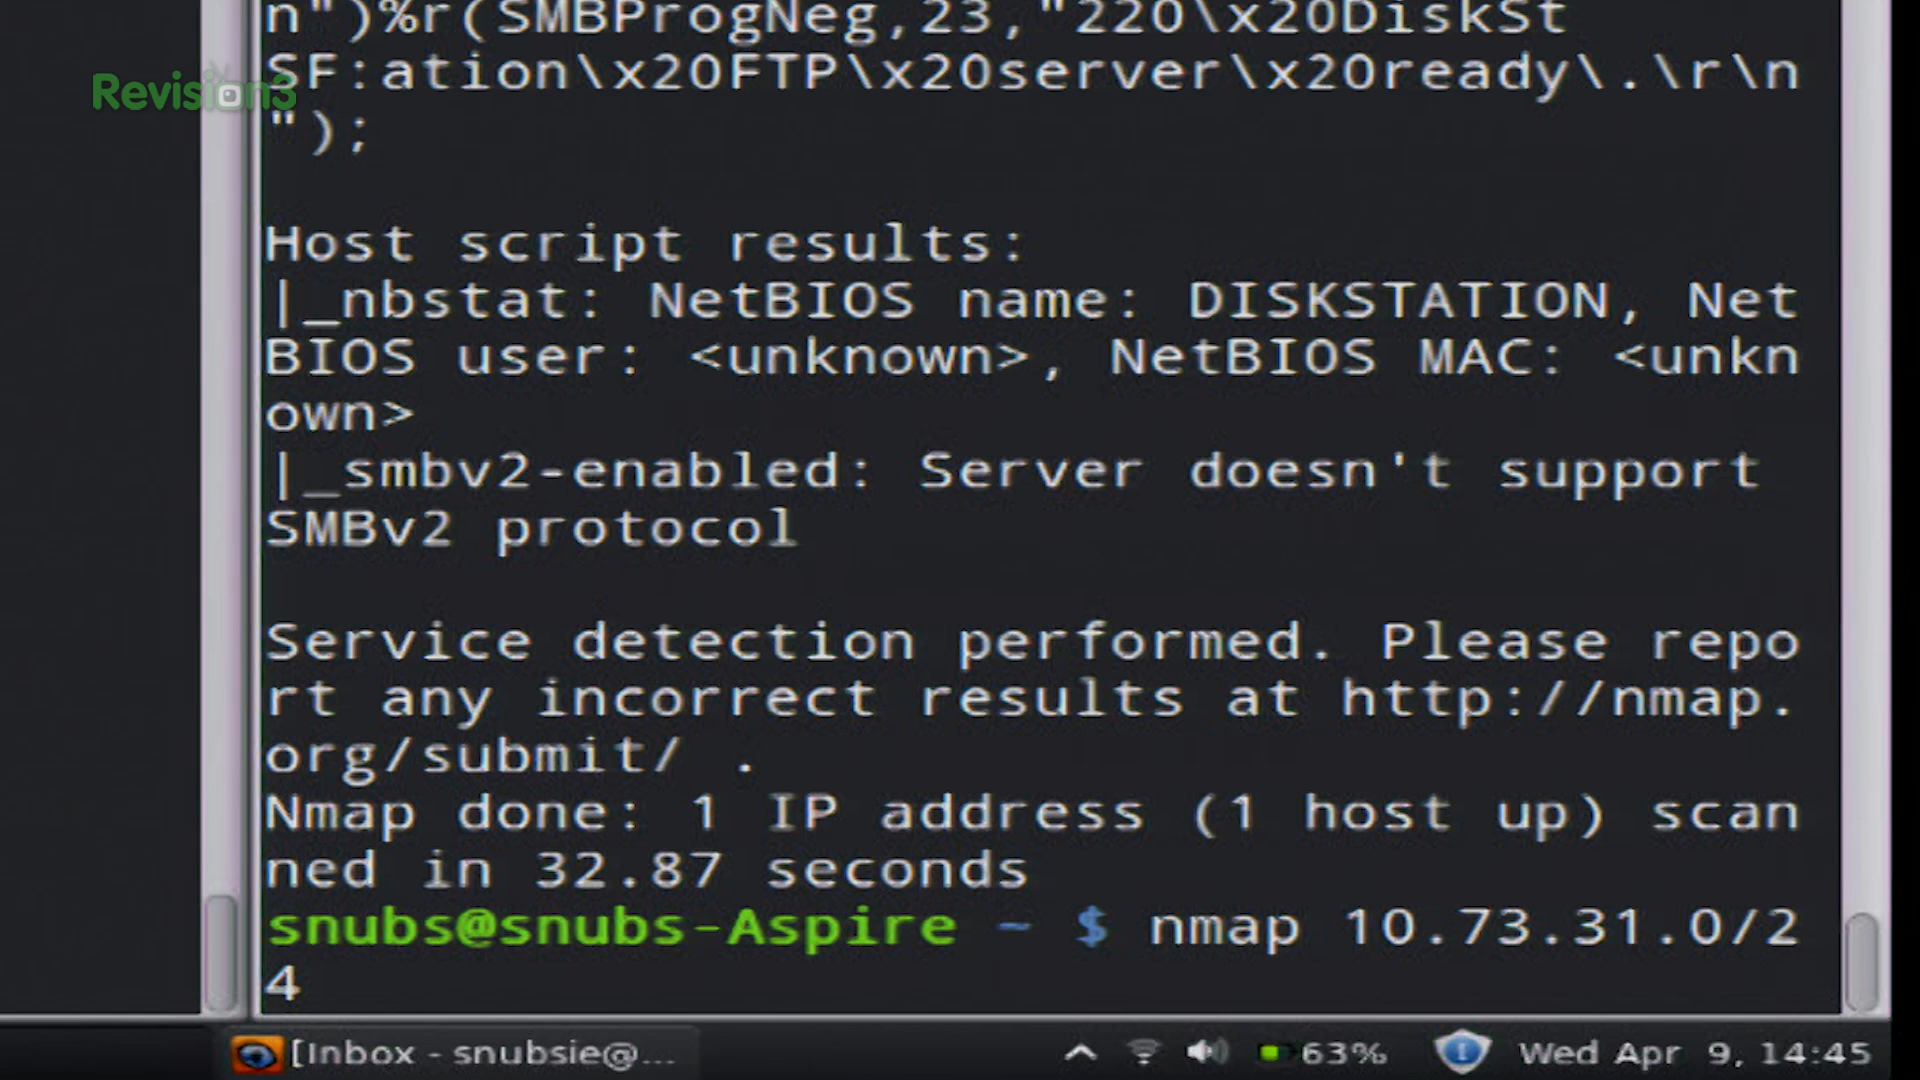 n")%r(SMBProgNeg,23,"220\x20DiskSt
SF:ation\x20FTP\x20server\x20ready\.\r\n
");
Revision3
Host script results:
|_nbstat: NetBIOS name: DISKSTATION, Net
BIOS user: <unknown>, NetBIOS MAC: <unkn
own>
|_smbv2-enabled: Server doesn't support
SMBv2 protocol
Service detection performed. Please repo
rt any incorrect results at http://nmap.
org/submit/ .
Nmap done: 1 IP address (1 host up) scan
ned in 32.87 seconds
snubs@snubs-Aspire ~ $ nmap 10.73.31.0/2
4
[Inbox - snubsie@... 63% Wed Apr 9, 14:45